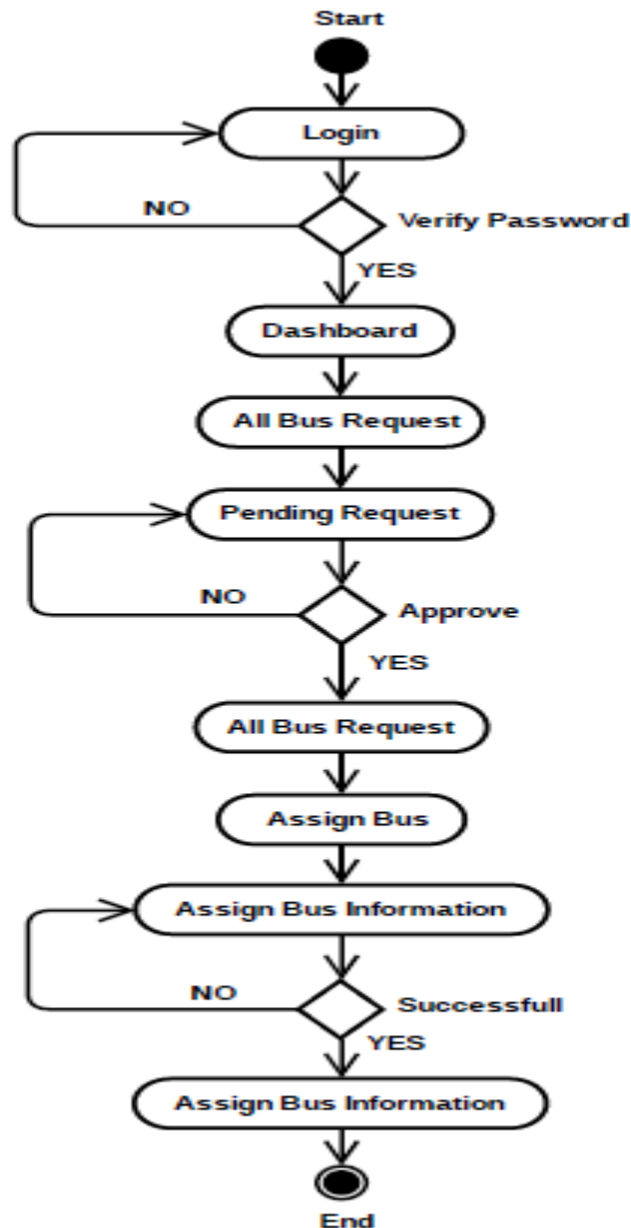 Start
Login
NO
Verify Password
YES
Dashboard
All Bus Request
Pending Request
NO
Approve
YES
All Bus Request
Assign Bus
Assign Bus Information
NO
Successfull
YES
Assign Bus Information
End